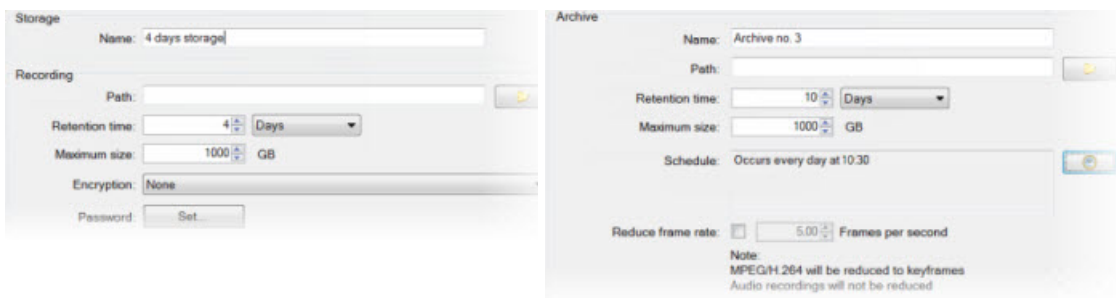 Storage
Name: 4 days storage
Recording
Path:
Retention time: 4 Days
Maximum size: 1000 GB
Encryption: None
Password: Set...
Archive
Name: Archive no. 3
Path:
Retention time: 10 Days
Maximum size: 1000 GB
Schedule: Occurs every day at 10:30
Reduce frame rate: 5.00 Frames per second
Note:
MPEG/H.264 will be reduced to keyframes
Audio recordings will not be reduced